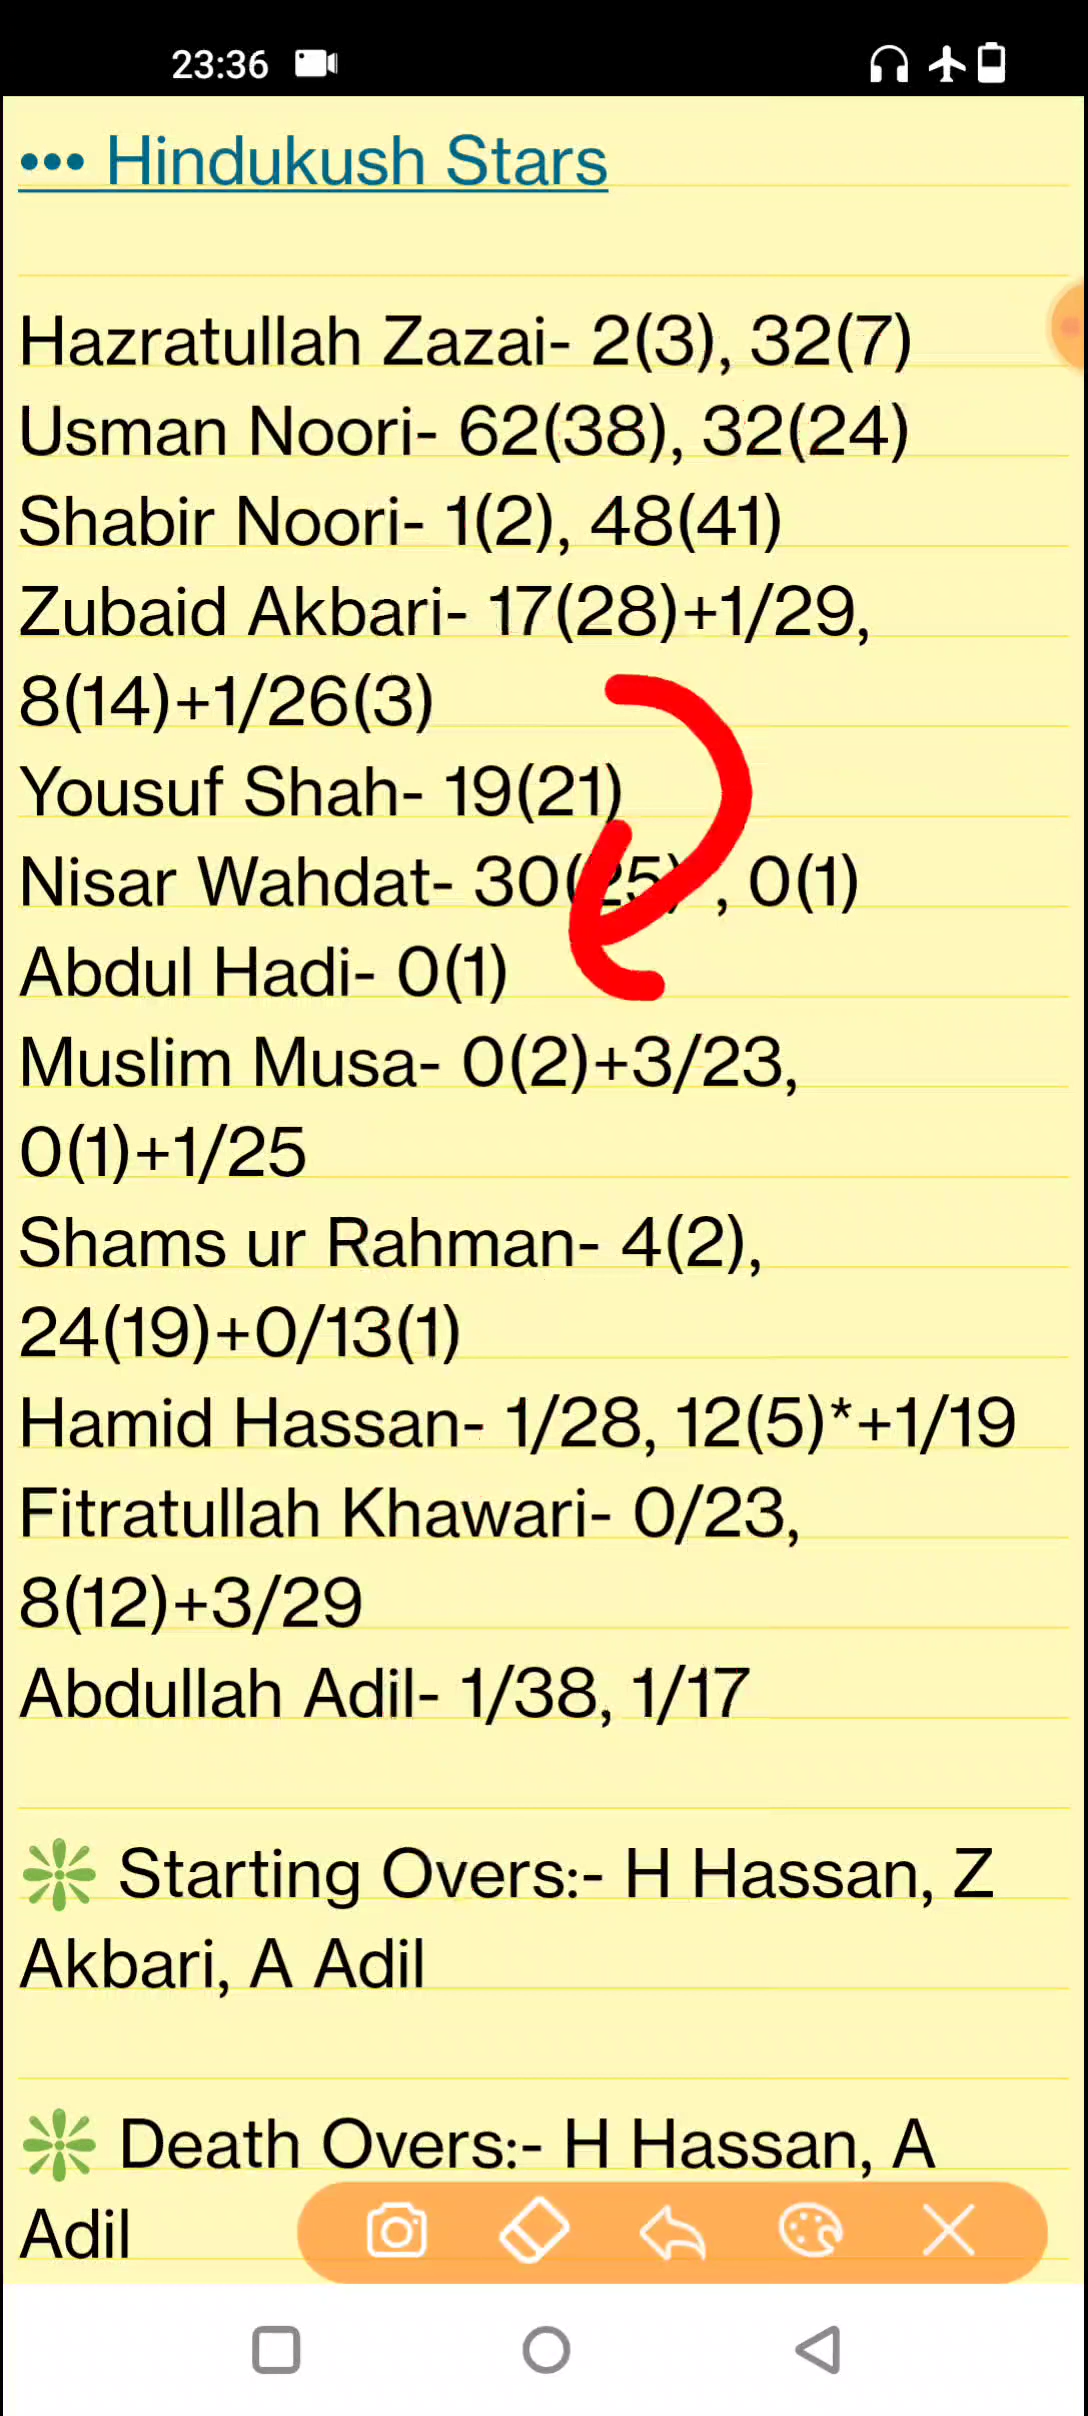 23:36
••• Hindukush Stars
Hazratullah Zazai- 2(3), 32(7)
Usman Noori- 62(38), 32(24)
Shabir Noori- 1(2), 48(41)
Zubaid Akbari- 17(28)+1/29,
8(14)+1/26(3)
Yousuf Shah- 19(21)
Nisar Wahdat- 30(25) , 0(1)
Abdul Hadi- 0(1)
Muslim Musa- 0(2)+3/23,
0(1)+1/25
Shams ur Rahman- 4(2),
24(19)+0/13(1)
Hamid Hassan- 1/28, 12(5)*+1/19
Fitratullah Khawari- 0/23,
8(12)+3/29
Abdullah Adil- 1/38, 1/17
Starting Overs:- H Hassan, Z
Akbari, A Adil
Death Overs:- H Hassan, A
Adil